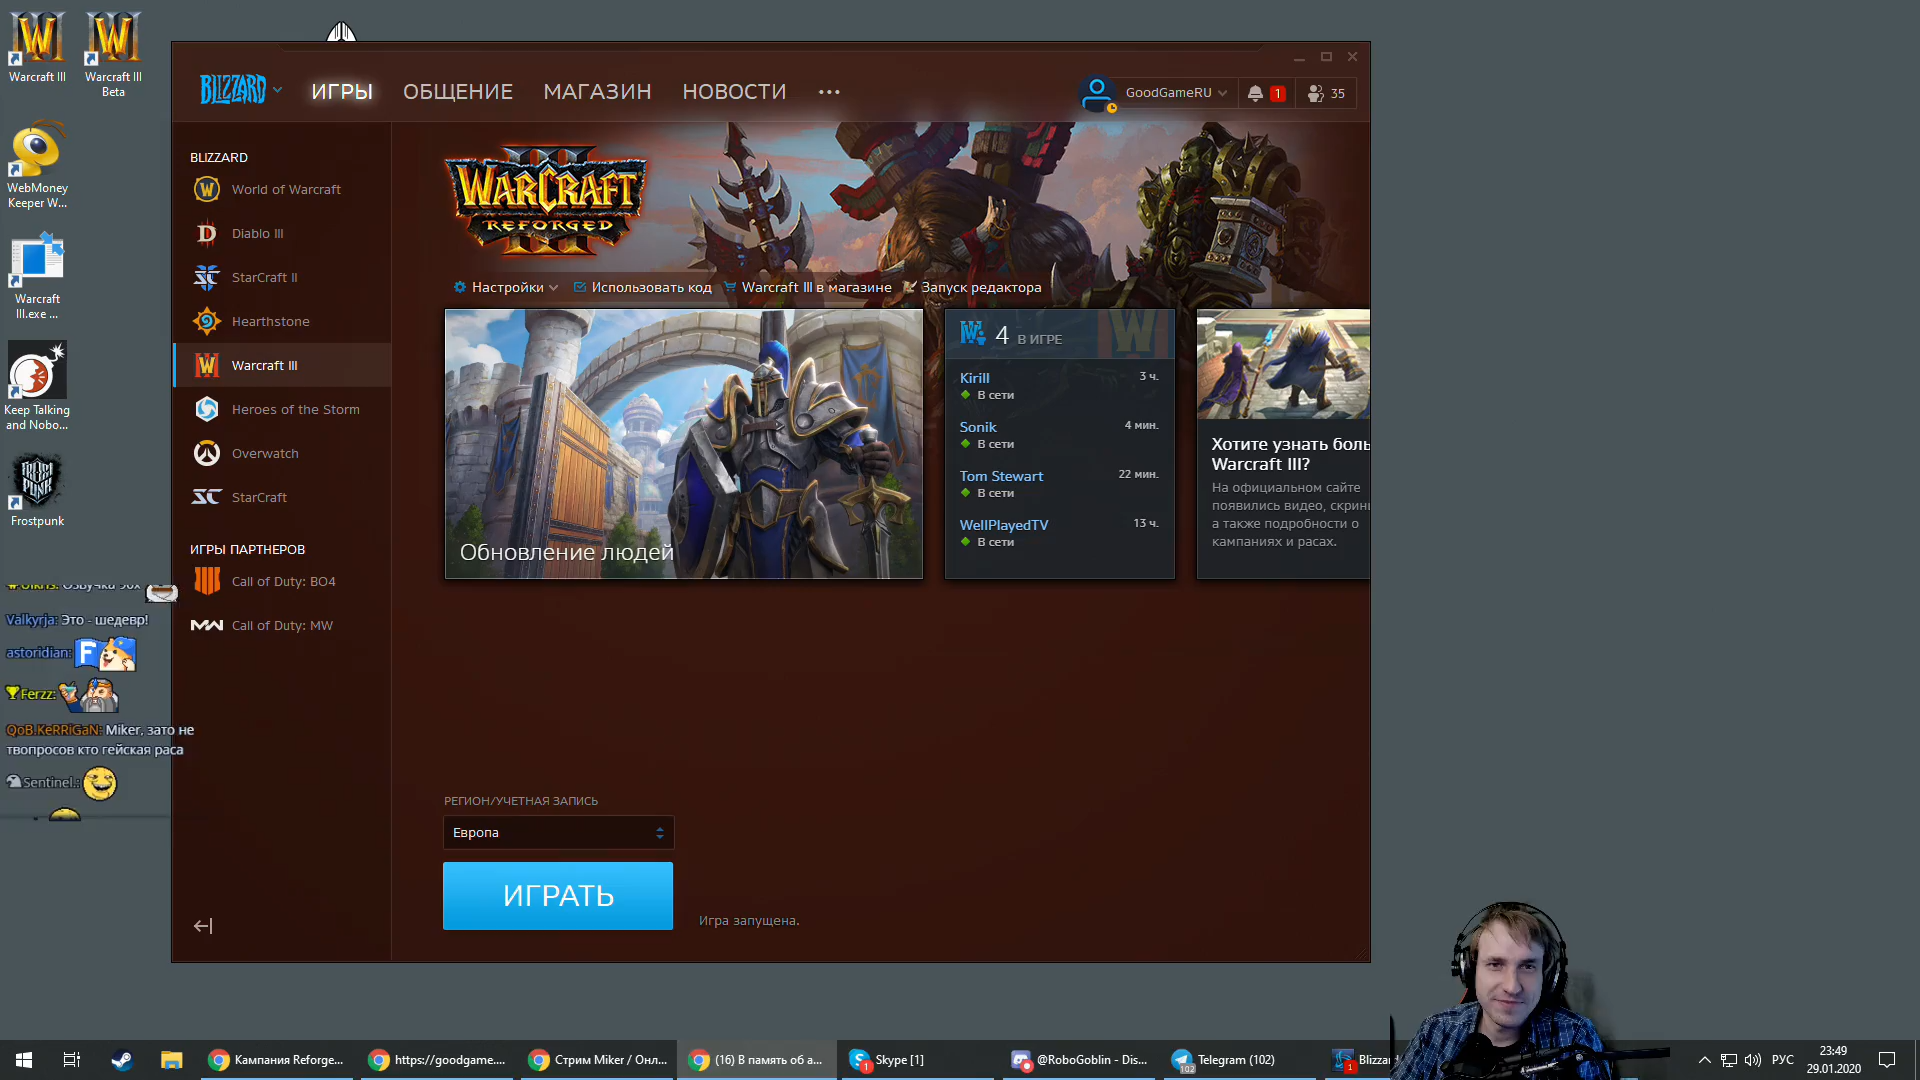 Warcraft III
Warcraft III
Beta
WebMoney
Keeper W...
Warcraft
III.exe ...
Keep Talking
and Nobo...
FROST
PUNK
Frostpunk
Valkyrja: Это - шедевр!
astoridian: F
Ferzz:
QoB.KeRRiGaN: Miker, зато не
твопросов кто гейская раса
Sentinel.:
BLIZZARD
ИГРЫ
ОБЩЕНИЕ
МАГАЗИН
НОВОСТИ
GoodGameRU
1
35
BLIZZARD
World of Warcraft
Diablo III
StarCraft II
Hearthstone
Warcraft III
Heroes of the Storm
Overwatch
StarCraft
ИГРЫ ПАРТНЕРОВ
Call of Duty: BO4
Call of Duty: MW
WARCRAFT
III
REFORGED
Настройки
Использовать код
Warcraft III в магазине
Запуск редактора
Обновление людей
4 В ИГРЕ
Kirill 3 ч.
В сети
Sonik 4 мин.
В сети
Tom Stewart 22 мин.
В сети
WellPlayedTV 13 ч.
В сети
Хотите узнать боль
Warcraft III?
На официальном сайте
появились видео, скрин
а также подробности о
кампаниях и расах.
РЕГИОН/УЧЕТНАЯ ЗАПИСЬ
Европа
ИГРАТЬ
Игра запущена.
Кампания Reforge...
https://goodgame....
Стрим Miker / Онл...
(16) В память об а...
Skype [1]
@RoboGoblin - Dis...
Telegram (102)
Blizzar
РУС
23:49
29.01.2020